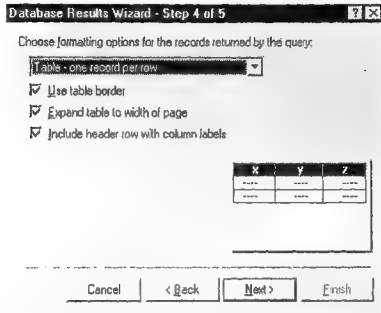 Database Results Wizard - Step 4 of 5
Choose formatting options for the records returned by the query:
Table - one record per row
Use table border
Expand table to width of page
Include header row with column labels
x y z
---- ---- ----
---- ---- ----
Cancel < Back Next > Finish